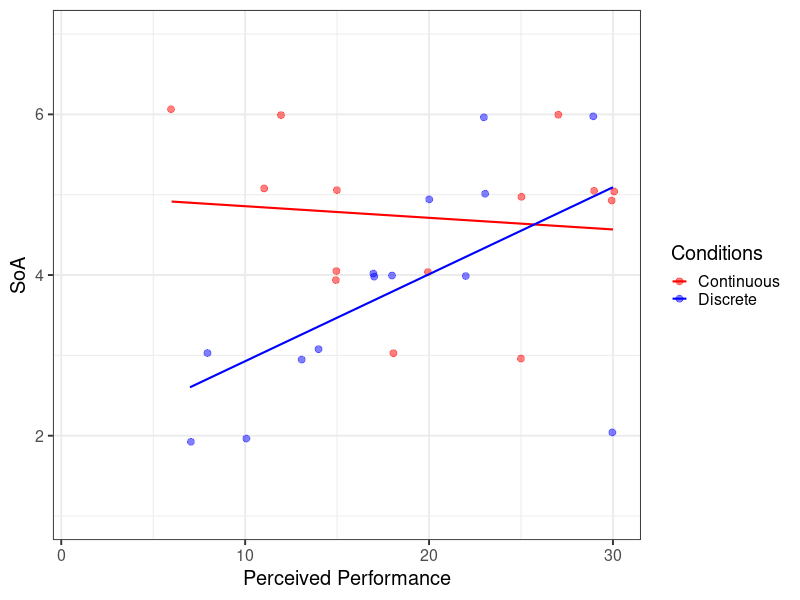 6
4
2
SoA
0 10 20 30
Perceived Performance
Conditions
Continuous
Discrete